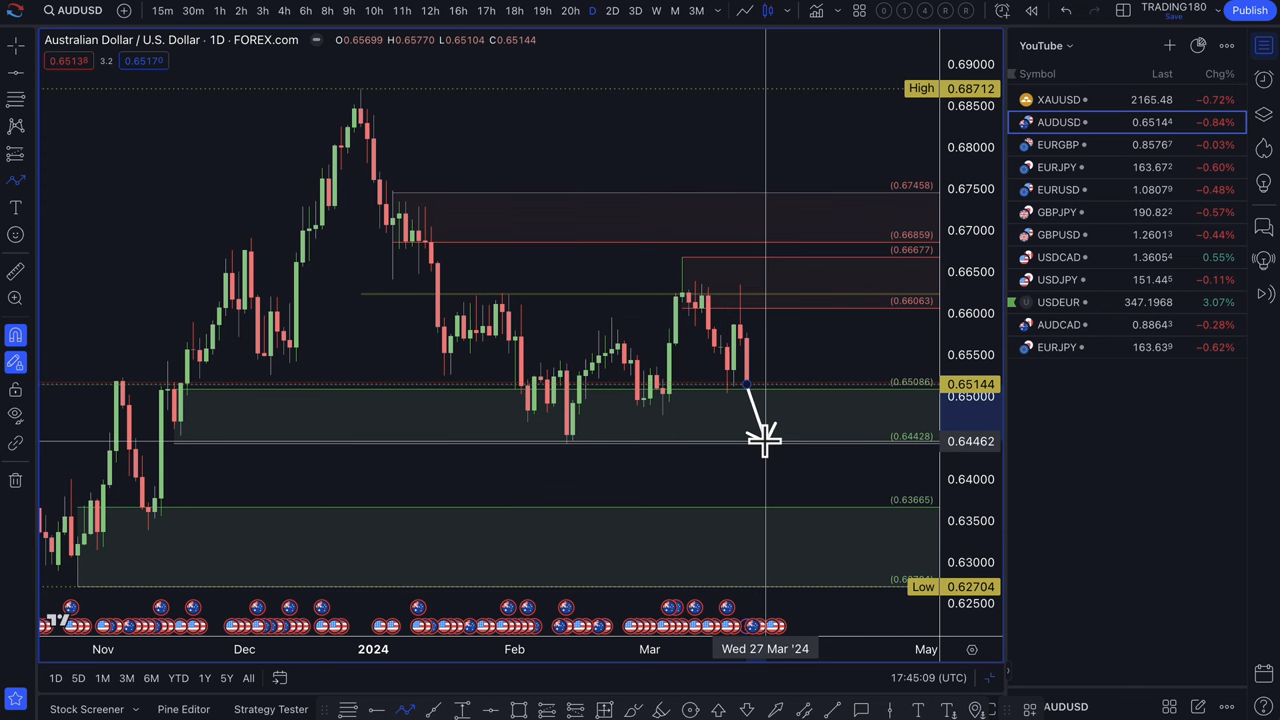 AUDUSD 15m 30m 1h 2h 3h 4h 6h 7h 8h 9h 10h 11h 12h 16h 19h 20h D 2D 3D W M 3M TRADING180 Save Publish
Australian Dollar / U.S. Dollar · 1D · FOREX.com O0.65699 H0.65770 L0.65104 C0.65144
0.65138 3.2 0.65170
YouTube
Symbol Last Chg%
XAUUSD 2165.48 −0.72%
AUDUSD 0.65144 −0.84%
EURGBP 0.85767 −0.03%
EURJPY 163.672 −0.60%
EURUSD 1.08079 −0.48%
GBPJPY 190.822 −0.57%
GBPUSD 1.26013 −0.44%
USDCAD 1.36054 0.55%
USDJPY 151.445 −0.11%
USDEUR 347.1968 3.07%
AUDCAD 0.88643 −0.28%
EURJPY 163.639 −0.62%
0.69000
High 0.68712
0.68500
0.68000
(0.67458) 0.67500
0.67000
(0.66859)
(0.66677)
0.66500
(0.66063) 0.66000
0.65500
(0.65086) 0.65144
0.65000
(0.64428) 0.64462
0.64000
(0.63665)
0.63500
0.63000
Low 0.62704
0.62500
Nov Dec 2024 Feb Mar Wed 27 Mar '24 May
1D 5D 1M 3M 6M YTD 1Y 5Y All 17:45:09 (UTC)
Stock Screener Pine Editor Strategy Tester AUDUSD